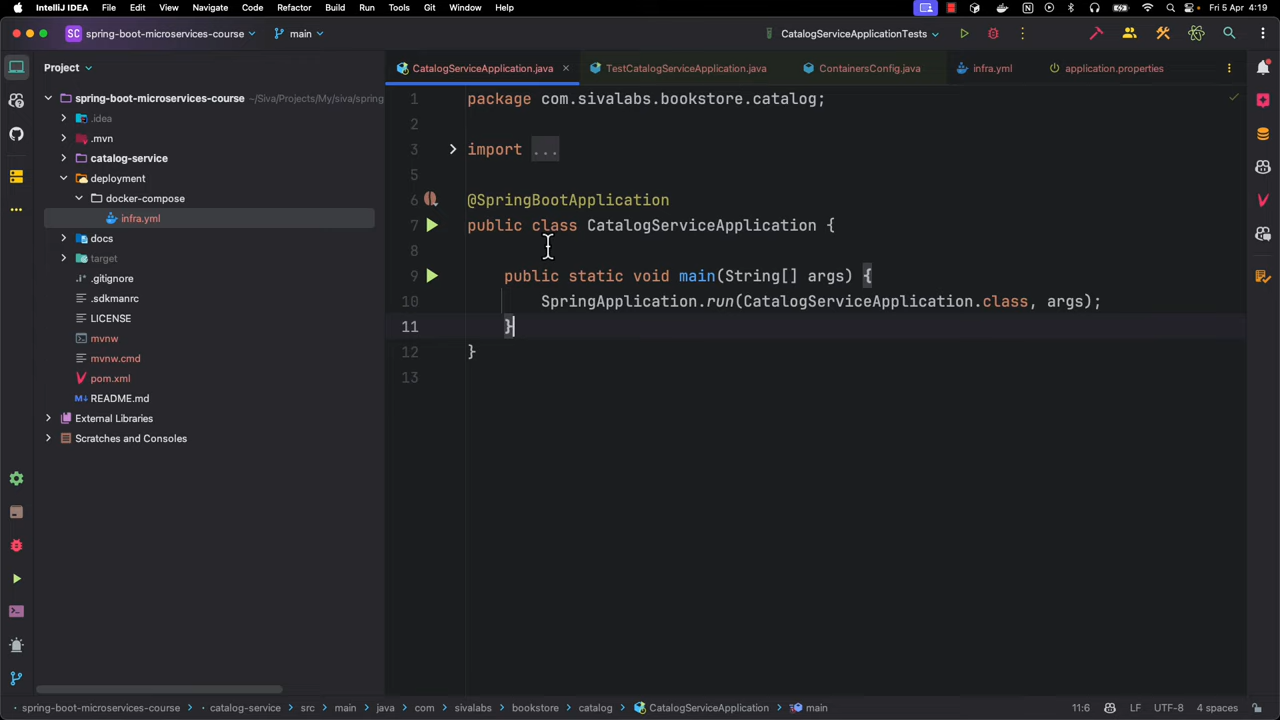 IntelliJ IDEA File Edit View Navigate Code Refactor Build Run Tools Git Window Help Fri 5 Apr 4:19
SC spring-boot-microservices-course main CatalogServiceApplicationTests
Project
CatalogServiceApplication.java TestCatalogServiceApplication.java ContainersConfig.java infra.yml application.properties
spring-boot-microservices-course ~/Siva/Projects/My/siva/spring
.idea
.mvn
catalog-service
deployment
docker-compose
infra.yml
docs
target
.gitignore
.sdkmanrc
LICENSE
mvnw
mvnw.cmd
pom.xml
README.md
External Libraries
Scratches and Consoles
1 package com.sivalabs.bookstore.catalog;
2
3 import ...
5
6 @SpringBootApplication
7 public class CatalogServiceApplication {
8
9 public static void main(String[] args) {
10 SpringApplication.run(CatalogServiceApplication.class, args);
11 }
12 }
13
spring-boot-microservices-course catalog-service src main java com sivalabs bookstore catalog CatalogServiceApplication main 11:6 LF UTF-8 4 spaces